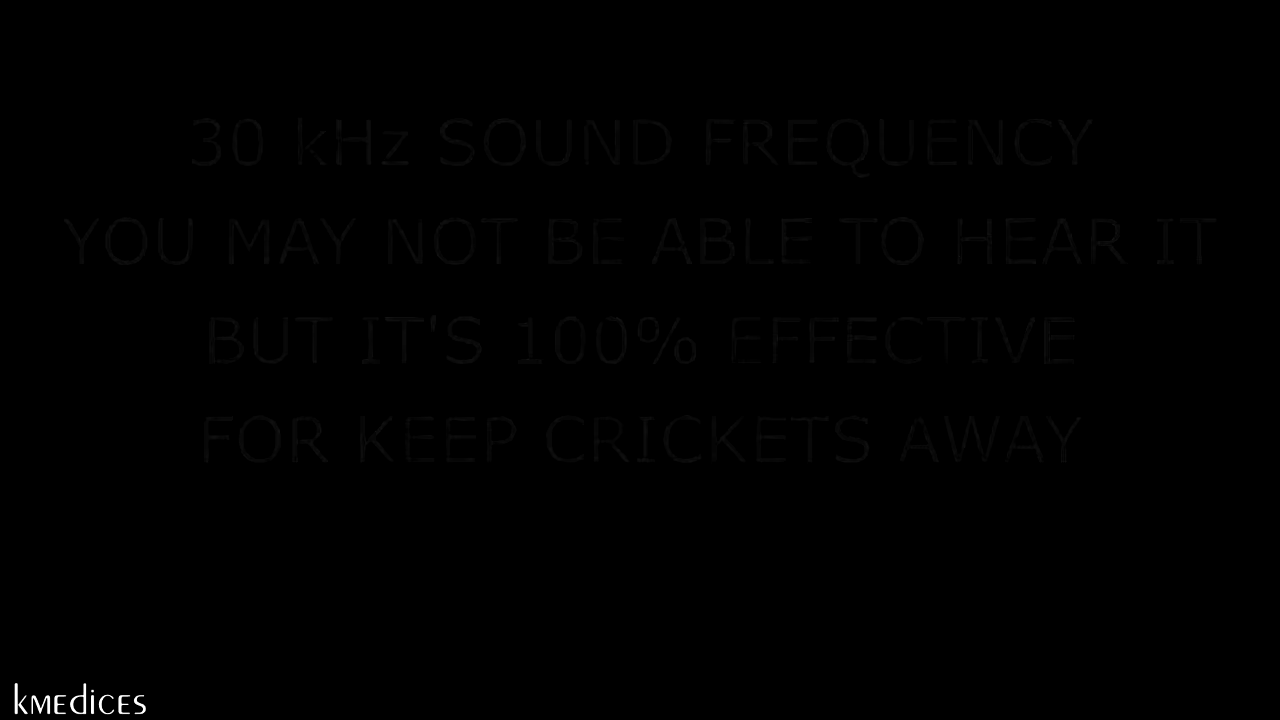 30 kHz SOUND FREQUENCY
YOU MAY NOT BE ABLE TO HEAR IT
BUT IT'S 100% EFFECTIVE
FOR KEEP CRICKETS AWAY
kMEdiCES